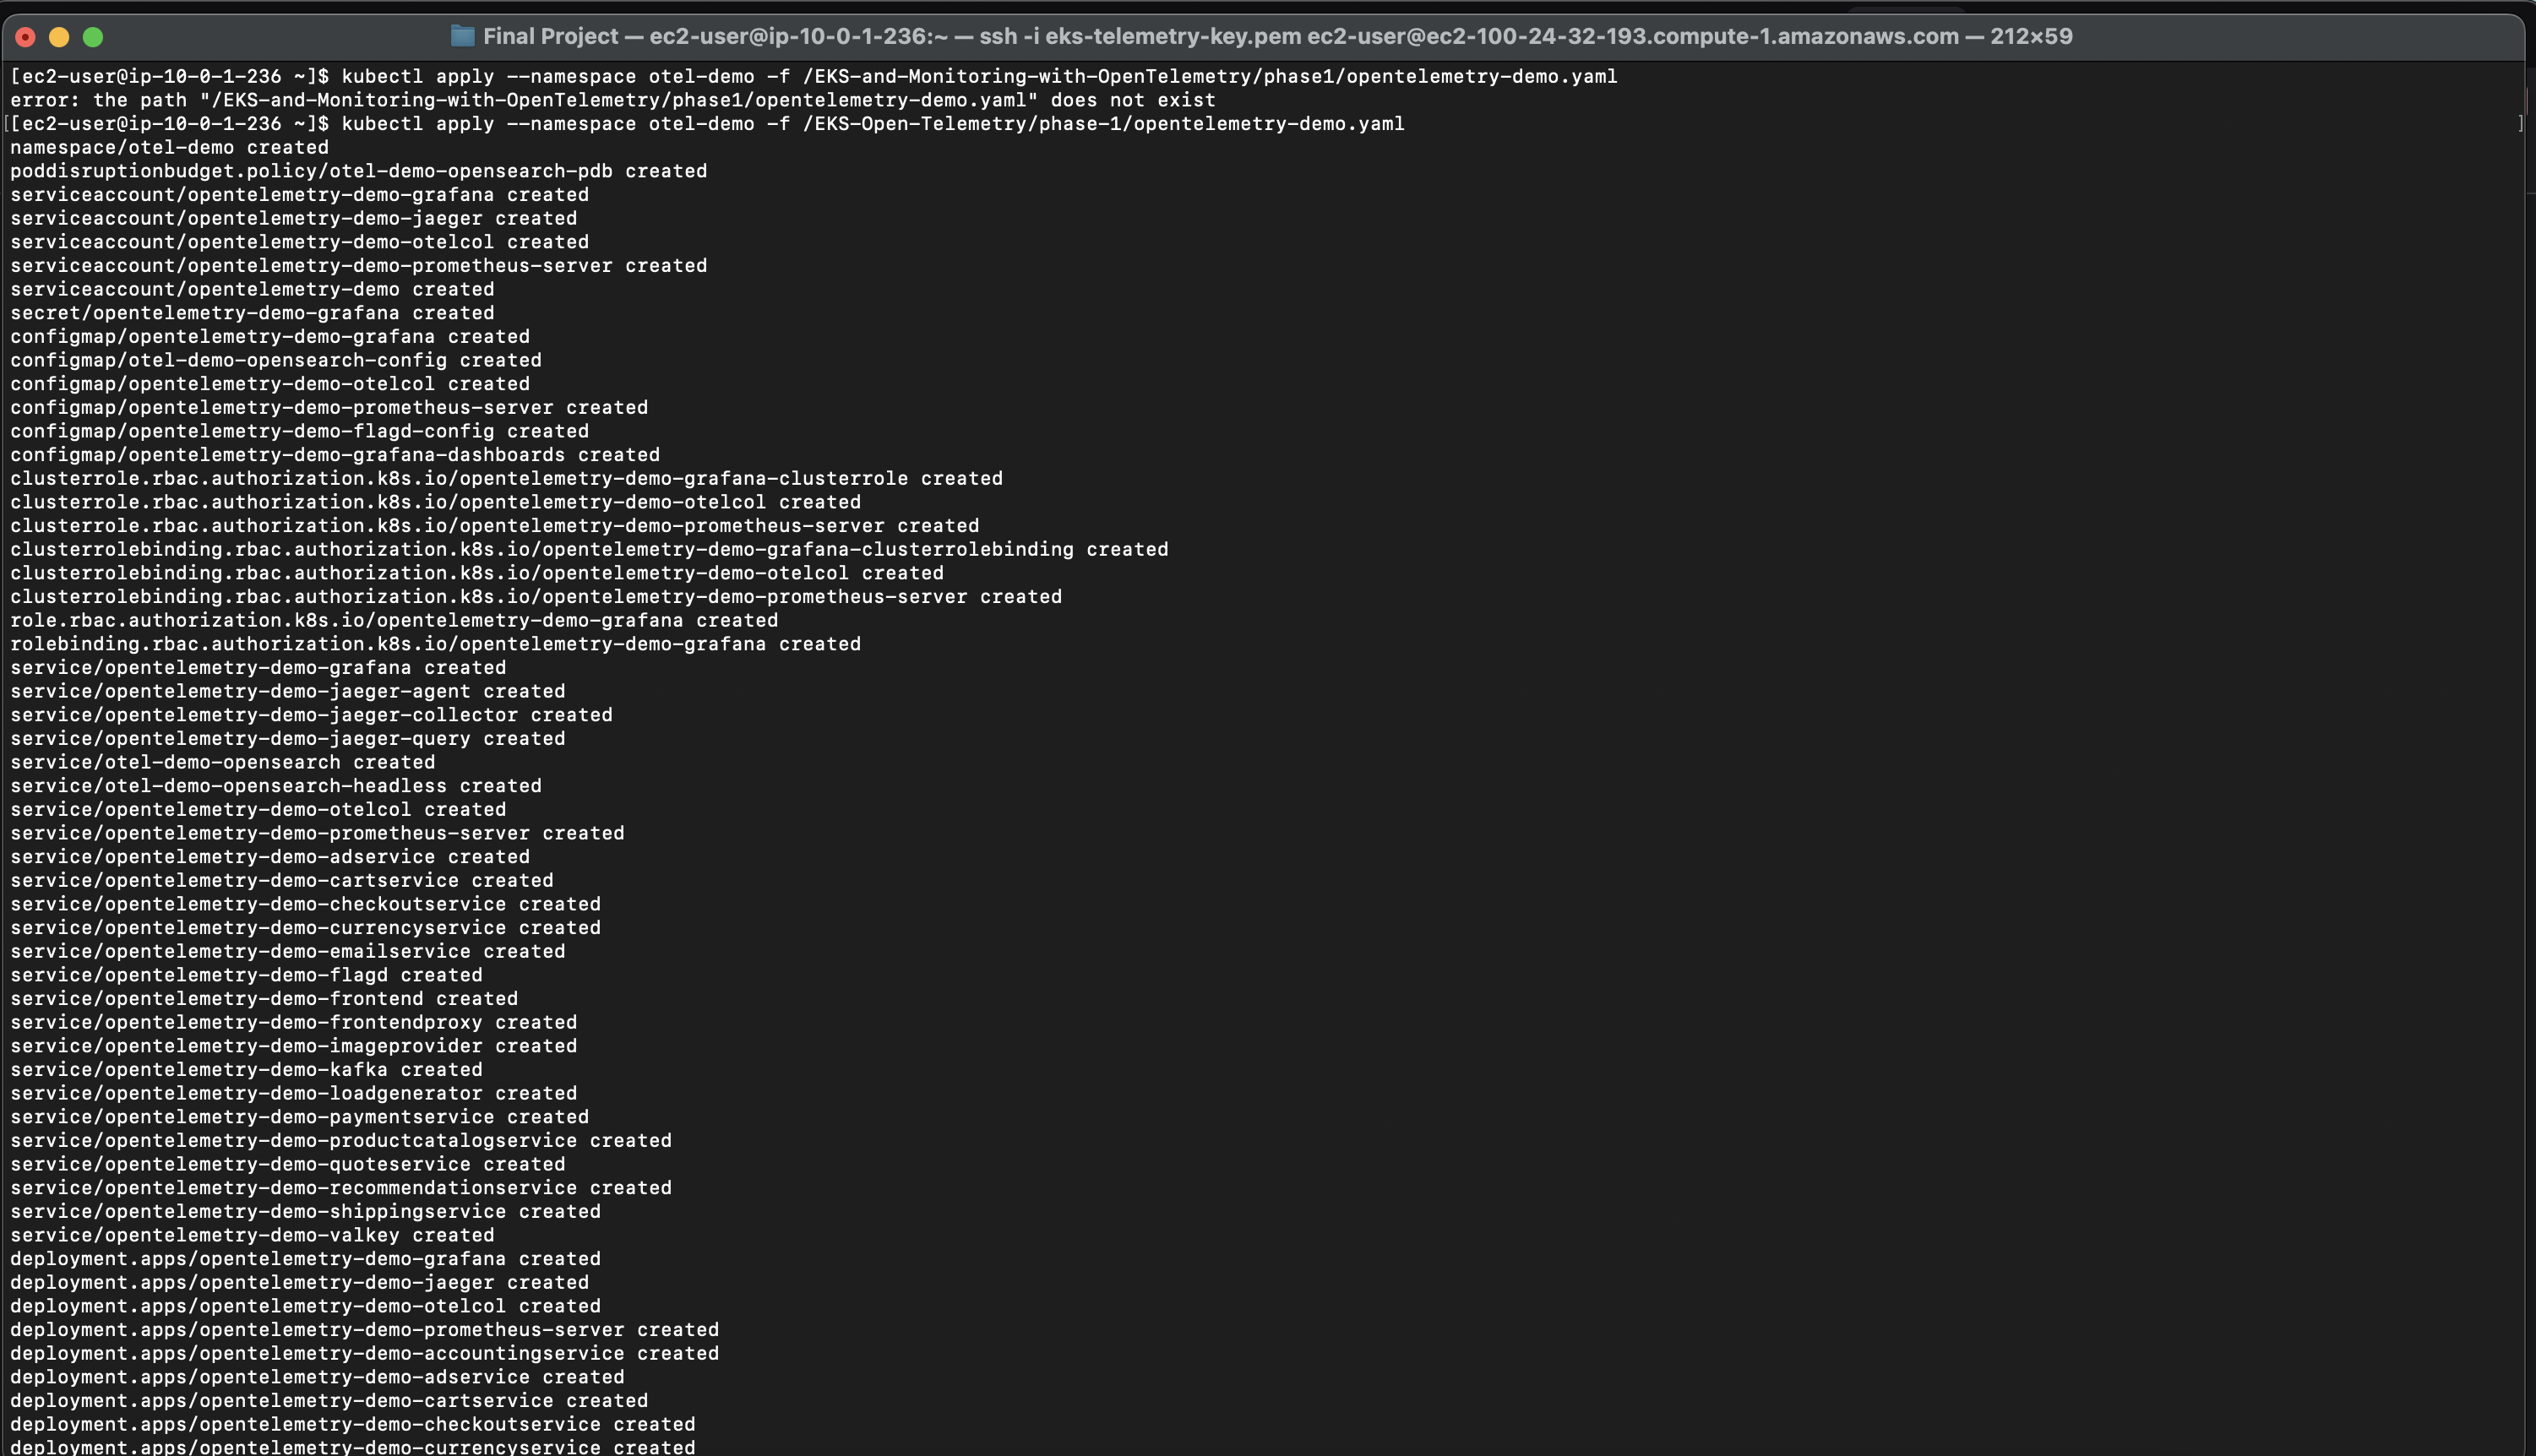 Final Project — ec2-user@ip-10-0-1-236:~ — ssh -i eks-telemetry-key.pem ec2-user@ec2-100-24-32-193.compute-1.amazonaws.com — 212×59
[ec2-user@ip-10-0-1-236 ~]$ kubectl apply --namespace otel-demo -f /EKS-and-Monitoring-with-OpenTelemetry/phase1/opentelemetry-demo.yaml
error: the path "/EKS-and-Monitoring-with-OpenTelemetry/phase1/opentelemetry-demo.yaml" does not exist
[[ec2-user@ip-10-0-1-236 ~]$ kubectl apply --namespace otel-demo -f /EKS-Open-Telemetry/phase-1/opentelemetry-demo.yaml ]
namespace/otel-demo created
poddisruptionbudget.policy/otel-demo-opensearch-pdb created
serviceaccount/opentelemetry-demo-grafana created
serviceaccount/opentelemetry-demo-jaeger created
serviceaccount/opentelemetry-demo-otelcol created
serviceaccount/opentelemetry-demo-prometheus-server created
serviceaccount/opentelemetry-demo created
secret/opentelemetry-demo-grafana created
configmap/opentelemetry-demo-grafana created
configmap/otel-demo-opensearch-config created
configmap/opentelemetry-demo-otelcol created
configmap/opentelemetry-demo-prometheus-server created
configmap/opentelemetry-demo-flagd-config created
configmap/opentelemetry-demo-grafana-dashboards created
clusterrole.rbac.authorization.k8s.io/opentelemetry-demo-grafana-clusterrole created
clusterrole.rbac.authorization.k8s.io/opentelemetry-demo-otelcol created
clusterrole.rbac.authorization.k8s.io/opentelemetry-demo-prometheus-server created
clusterrolebinding.rbac.authorization.k8s.io/opentelemetry-demo-grafana-clusterrolebinding created
clusterrolebinding.rbac.authorization.k8s.io/opentelemetry-demo-otelcol created
clusterrolebinding.rbac.authorization.k8s.io/opentelemetry-demo-prometheus-server created
role.rbac.authorization.k8s.io/opentelemetry-demo-grafana created
rolebinding.rbac.authorization.k8s.io/opentelemetry-demo-grafana created
service/opentelemetry-demo-grafana created
service/opentelemetry-demo-jaeger-agent created
service/opentelemetry-demo-jaeger-collector created
service/opentelemetry-demo-jaeger-query created
service/otel-demo-opensearch created
service/otel-demo-opensearch-headless created
service/opentelemetry-demo-otelcol created
service/opentelemetry-demo-prometheus-server created
service/opentelemetry-demo-adservice created
service/opentelemetry-demo-cartservice created
service/opentelemetry-demo-checkoutservice created
service/opentelemetry-demo-currencyservice created
service/opentelemetry-demo-emailservice created
service/opentelemetry-demo-flagd created
service/opentelemetry-demo-frontend created
service/opentelemetry-demo-frontendproxy created
service/opentelemetry-demo-imageprovider created
service/opentelemetry-demo-kafka created
service/opentelemetry-demo-loadgenerator created
service/opentelemetry-demo-paymentservice created
service/opentelemetry-demo-productcatalogservice created
service/opentelemetry-demo-quoteservice created
service/opentelemetry-demo-recommendationservice created
service/opentelemetry-demo-shippingservice created
service/opentelemetry-demo-valkey created
deployment.apps/opentelemetry-demo-grafana created
deployment.apps/opentelemetry-demo-jaeger created
deployment.apps/opentelemetry-demo-otelcol created
deployment.apps/opentelemetry-demo-prometheus-server created
deployment.apps/opentelemetry-demo-accountingservice created
deployment.apps/opentelemetry-demo-adservice created
deployment.apps/opentelemetry-demo-cartservice created
deployment.apps/opentelemetry-demo-checkoutservice created
deployment.apps/opentelemetry-demo-currencyservice created